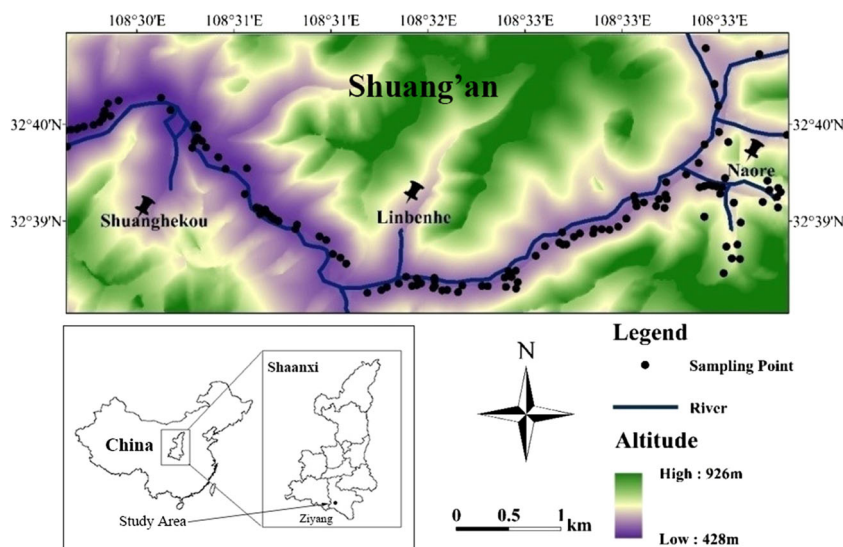 108°30'E 108°31'E 108°31'E 108°32'E 108°33'E 108°33'E 108°33'E
Shuang'an
32°40'N 32°40'N
Naore
Shuanghekou Linbenhe
32°39'N 32°39'N
Legend
Sampling Point
River
Altitude
High : 926m
Low : 428m
N
0 0.5 1
km
Shaanxi
China
Study Area
Ziyang